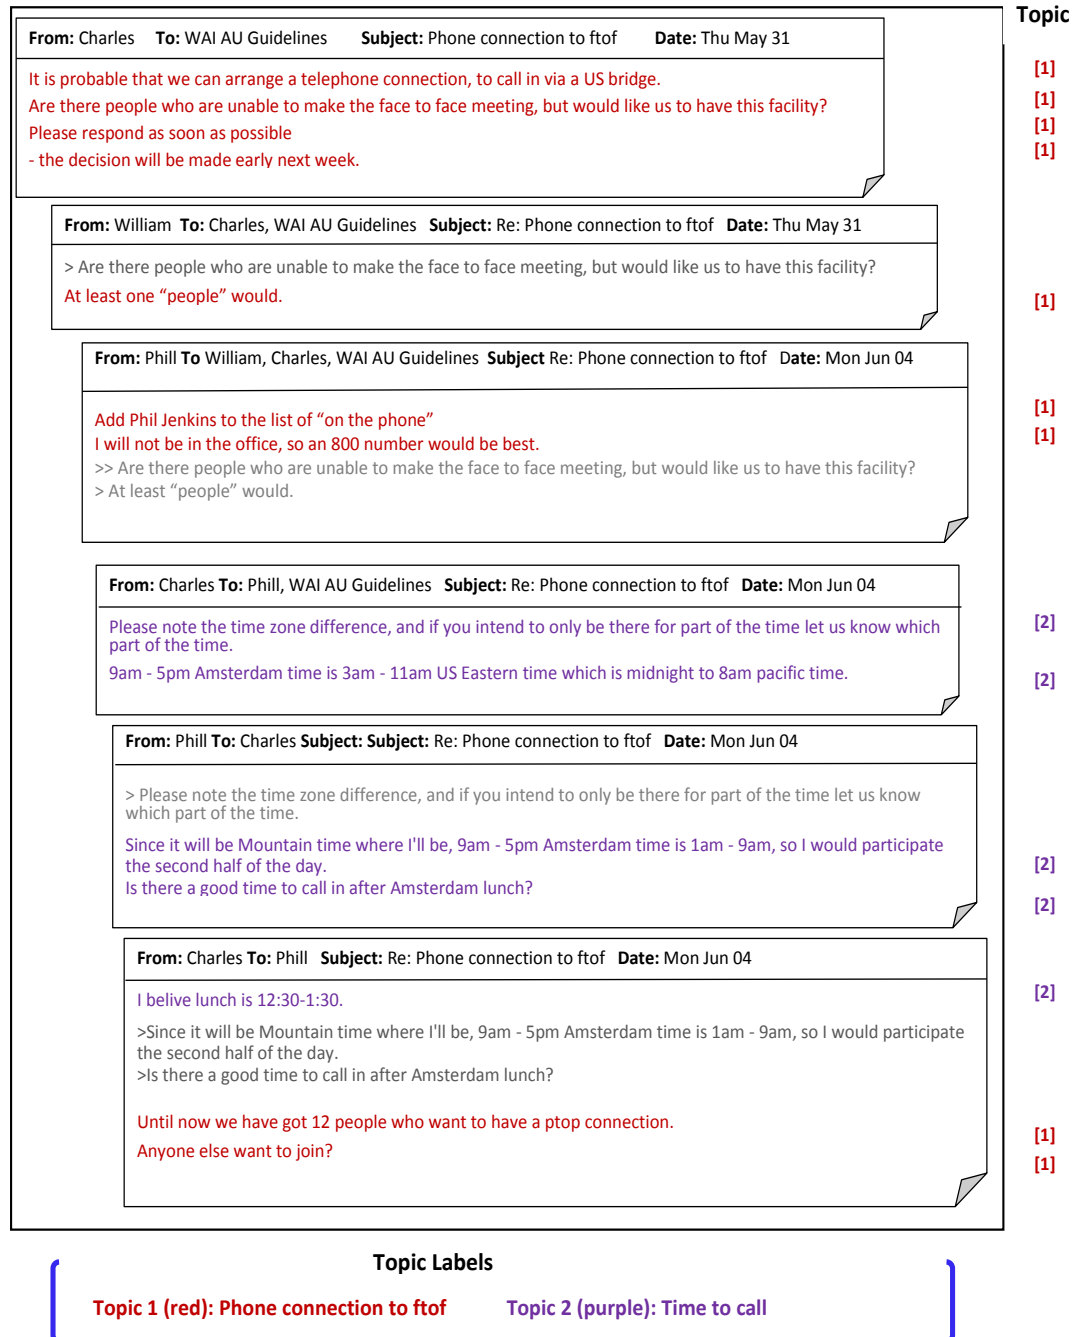 Topic
From: Charles To: WAI AU Guidelines Subject: Phone connection to ftof Date: Thu May 31
It is probable that we can arrange a telephone connection, to call in via a US bridge. [1]
Are there people who are unable to make the face to face meeting, but would like us to have this facility? [1]
Please respond as soon as possible [1]
- the decision will be made early next week. [1]
From: William To: Charles, WAI AU Guidelines Subject: Re: Phone connection to ftof Date: Thu May 31
> Are there people who are unable to make the face to face meeting, but would like us to have this facility?
At least one “people” would. [1]
From: Phill To William, Charles, WAI AU Guidelines Subject Re: Phone connection to ftof Date: Mon Jun 04
Add Phil Jenkins to the list of “on the phone” [1]
I will not be in the office, so an 800 number would be best. [1]
>> Are there people who are unable to make the face to face meeting, but would like us to have this facility?
> At least “people” would.
From: Charles To: Phill, WAI AU Guidelines Subject: Re: Phone connection to ftof Date: Mon Jun 04
Please note the time zone difference, and if you intend to only be there for part of the time let us know which [2]
part of the time.
9am - 5pm Amsterdam time is 3am - 11am US Eastern time which is midnight to 8am pacific time. [2]
From: Phill To: Charles Subject: Subject: Re: Phone connection to ftof Date: Mon Jun 04
> Please note the time zone difference, and if you intend to only be there for part of the time let us know
which part of the time.
Since it will be Mountain time where I'll be, 9am - 5pm Amsterdam time is 1am - 9am, so I would participate
the second half of the day. [2]
Is there a good time to call in after Amsterdam lunch? [2]
From: Charles To: Phill Subject: Re: Phone connection to ftof Date: Mon Jun 04
I belive lunch is 12:30-1:30. [2]
>Since it will be Mountain time where I'll be, 9am - 5pm Amsterdam time is 1am - 9am, so I would participate
the second half of the day.
>Is there a good time to call in after Amsterdam lunch?
Until now we have got 12 people who want to have a ptop connection. [1]
Anyone else want to join? [1]
Topic Labels
Topic 1 (red): Phone connection to ftof Topic 2 (purple): Time to call